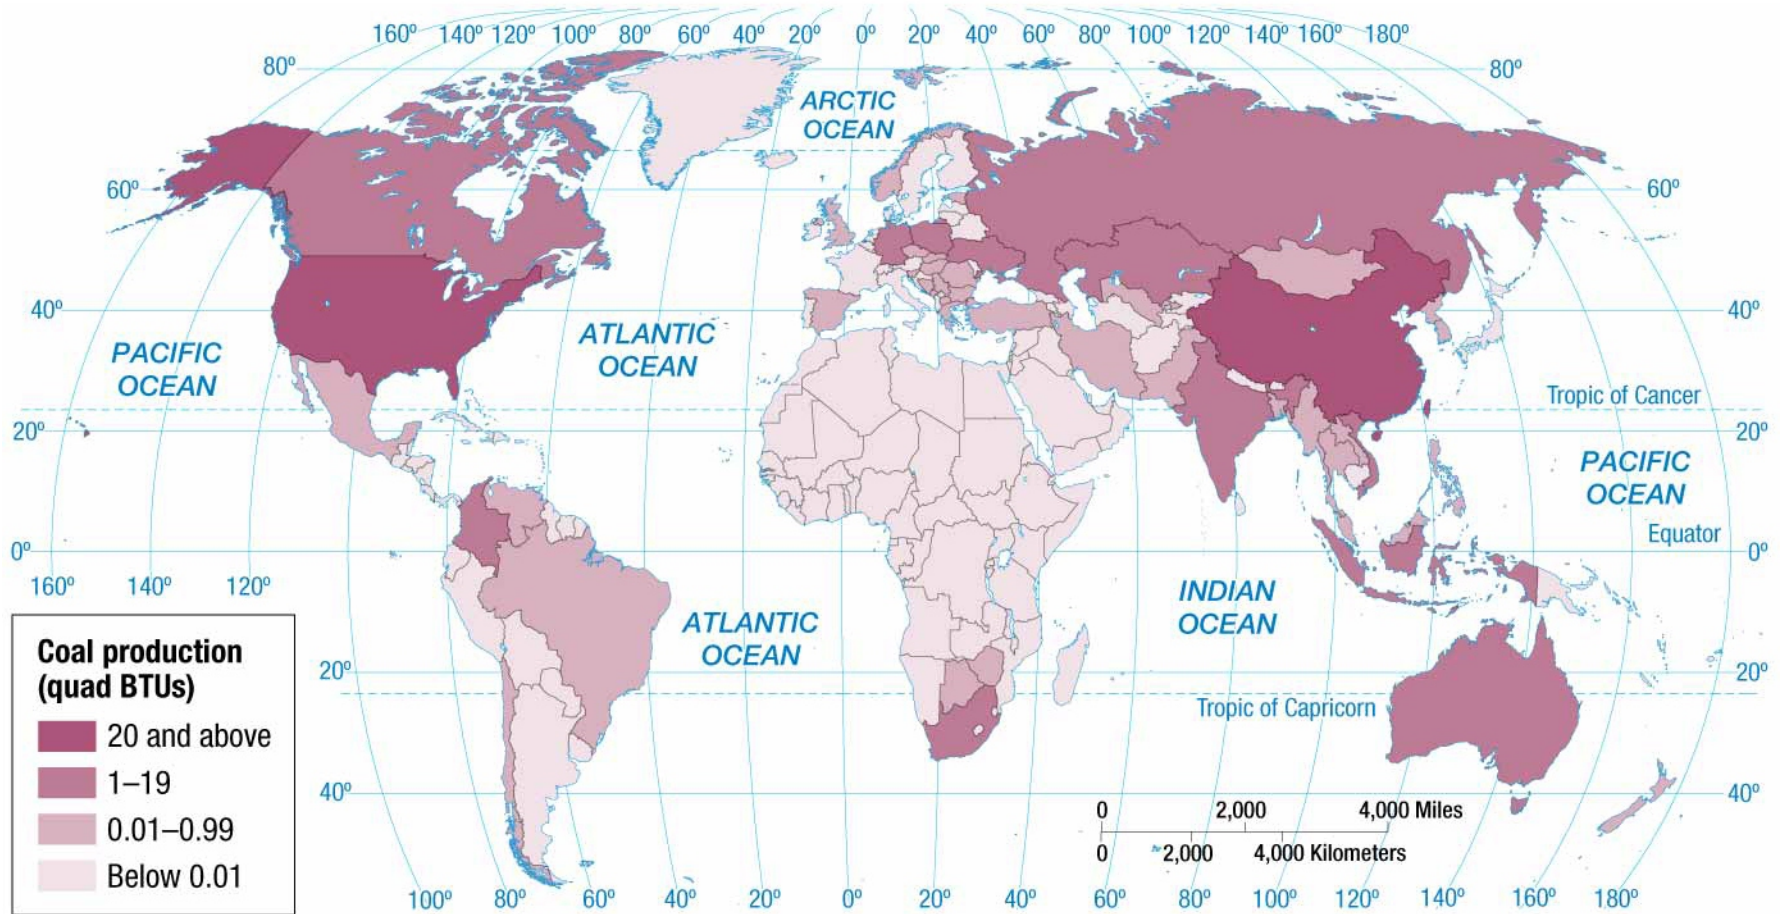 160º 140º 120º 100º 80º 60º 40º 20º 0º 20º 40º 60º 80º 100º 120º 140º 160º 180º
80º 80º
ARCTIC
OCEAN
60º 60º
40º 40º
PACIFIC
OCEAN
ATLANTIC
OCEAN
Tropic of Cancer
20º 20º
PACIFIC
OCEAN
Equator
0º 0º
160º 140º 120º
INDIAN
OCEAN
ATLANTIC
OCEAN
20º 20º
Tropic of Capricorn
40º 40º
Coal production
(quad BTUs)
20 and above
1–19
0.01–0.99
Below 0.01
0 2,000 4,000 Miles
0 2,000 4,000 Kilometers
100º 80º 60º 40º 20º 0º 20º 40º 60º 80º 100º 120º 140º 160º 180º